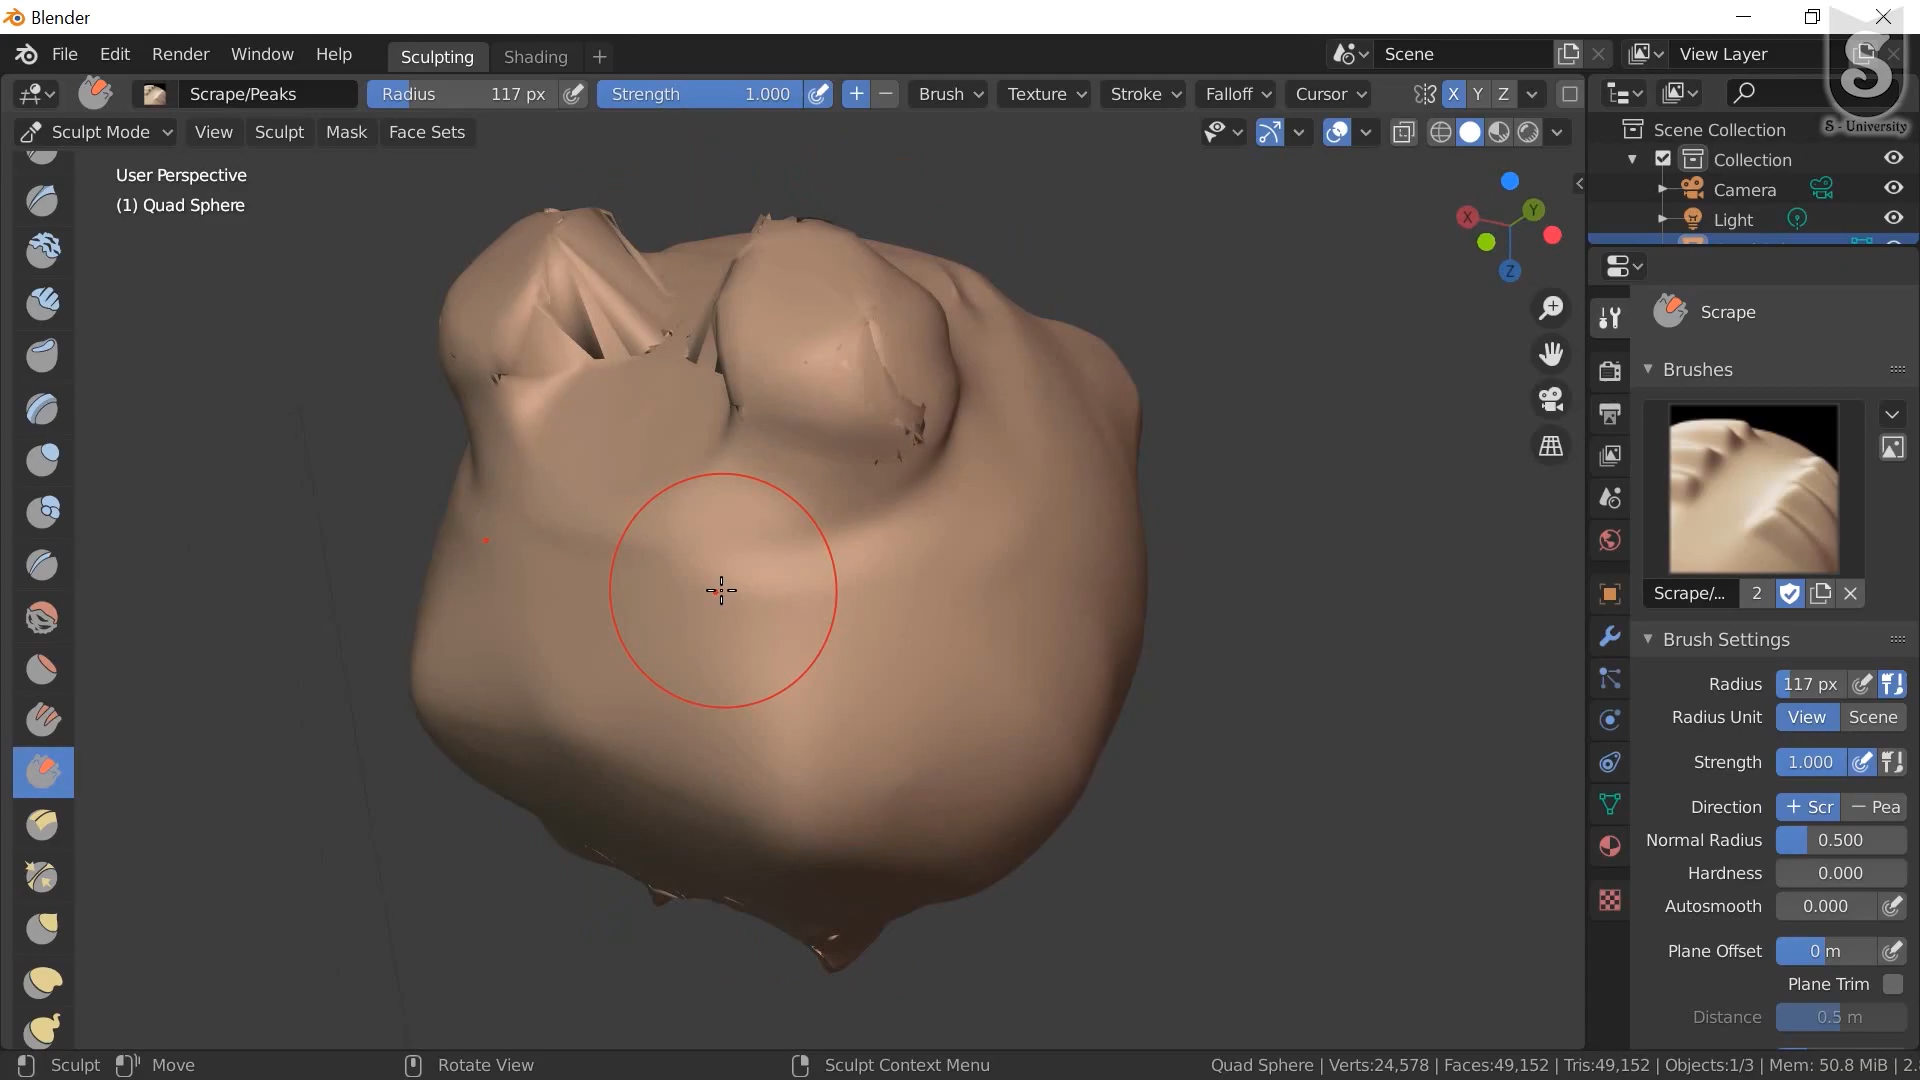 Blender
File Edit Render Window Help Sculpting Shading + Scene View Layer
Scrape/Peaks Radius 117 px Strength 1.000 + − Brush Texture Stroke Falloff Cursor X Y Z
S - University
Sculpt Mode View Sculpt Mask Face Sets
Scene Collection
Collection
Camera
Light
User Perspective
(1) Quad Sphere
X Y Z
Scrape
Brushes
Scrape/... 2
Brush Settings
Radius 117 px
Radius Unit View Scene
Strength 1.000
Direction + Scr − Pea
Normal Radius 0.500
Hardness 0.000
Autosmooth 0.000
Plane Offset 0 m
Plane Trim
Distance 0.5 m
Sculpt Move Rotate View Sculpt Context Menu Quad Sphere | Verts:24,578 | Faces:49,152 | Tris:49,152 | Objects:1/3 | Mem: 50.8 MiB | 2.